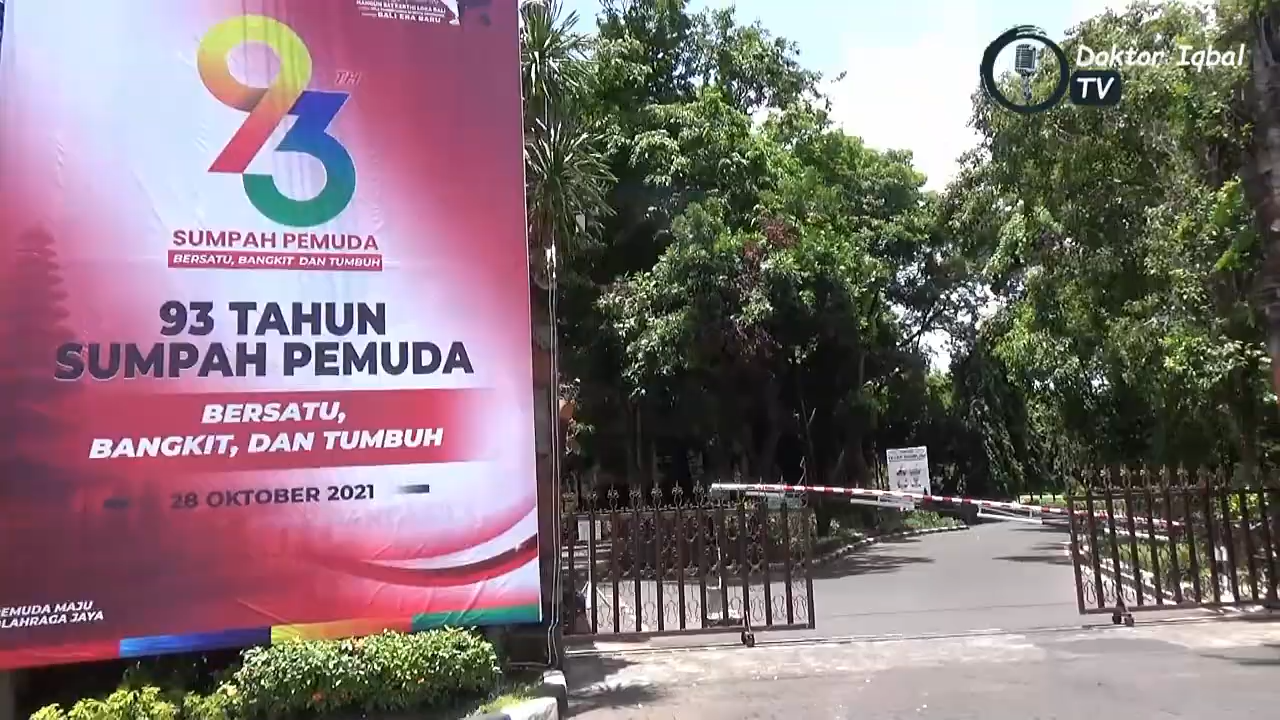 BALI ERA BARU
93
TH
SUMPAH PEMUDA
BERSATU, BANGKIT DAN TUMBUH
93 TAHUN
SUMPAH PEMUDA
BERSATU,
BANGKIT, DAN TUMBUH
28 OKTOBER 2021
PEMUDA MAJU
OLAHRAGA JAYA
Doktor Iqbal
TV